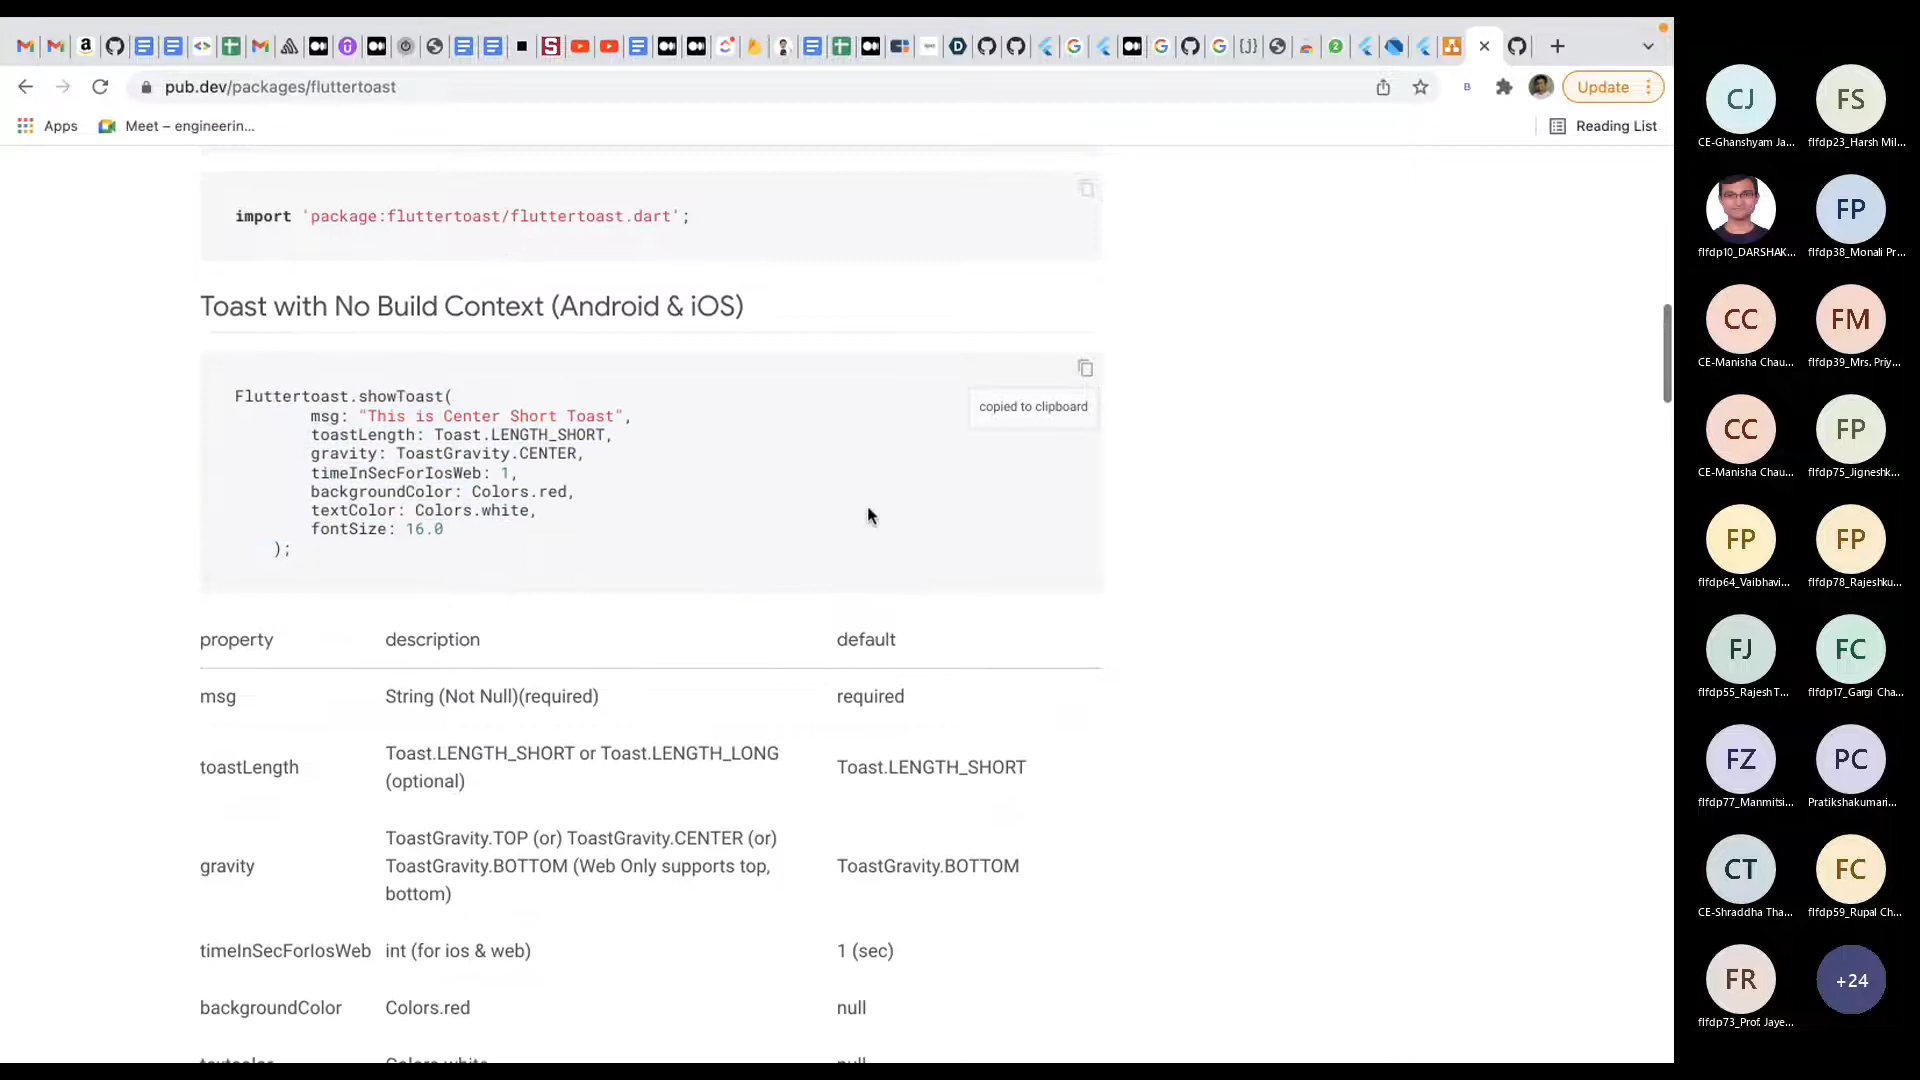 pub.dev/packages/fluttertoast
Update
Apps
Meet – engineerin...
Reading List
import 'package:fluttertoast/fluttertoast.dart';
Toast with No Build Context (Android & iOS)
Fluttertoast.showToast(
msg: "This is Center Short Toast",
toastLength: Toast.LENGTH_SHORT,
gravity: ToastGravity.CENTER,
timeInSecForIosWeb: 1,
backgroundColor: Colors.red,
textColor: Colors.white,
fontSize: 16.0
);
copied to clipboard
property description default
msg String (Not Null)(required) required
toastLength Toast.LENGTH_SHORT or Toast.LENGTH_LONG
(optional) Toast.LENGTH_SHORT
gravity ToastGravity.TOP (or) ToastGravity.CENTER (or)
ToastGravity.BOTTOM (Web Only supports top,
bottom) ToastGravity.BOTTOM
timeInSecForIosWeb int (for ios & web) 1 (sec)
backgroundColor Colors.red null
CJ FS
CE-Ghanshyam Ja... flfdp23_Harsh Mil...
FP
flfdp10_DARSHAK... flfdp38_Monali Pr...
CC FM
CE-Manisha Chau... flfdp39_Mrs. Priy...
CC FP
CE-Manisha Chau... flfdp75_Jigneshk...
FP FP
flfdp64_Vaibhavi... flfdp78_Rajeshku...
FJ FC
flfdp55_Rajesh T... flfdp17_Gargi Cha...
FZ PC
flfdp77_Manmitsi... Pratikshakumari...
CT FC
CE-Shraddha Tha... flfdp59_Rupal Ch...
FR +24
flfdp73_Prof. Jaye...